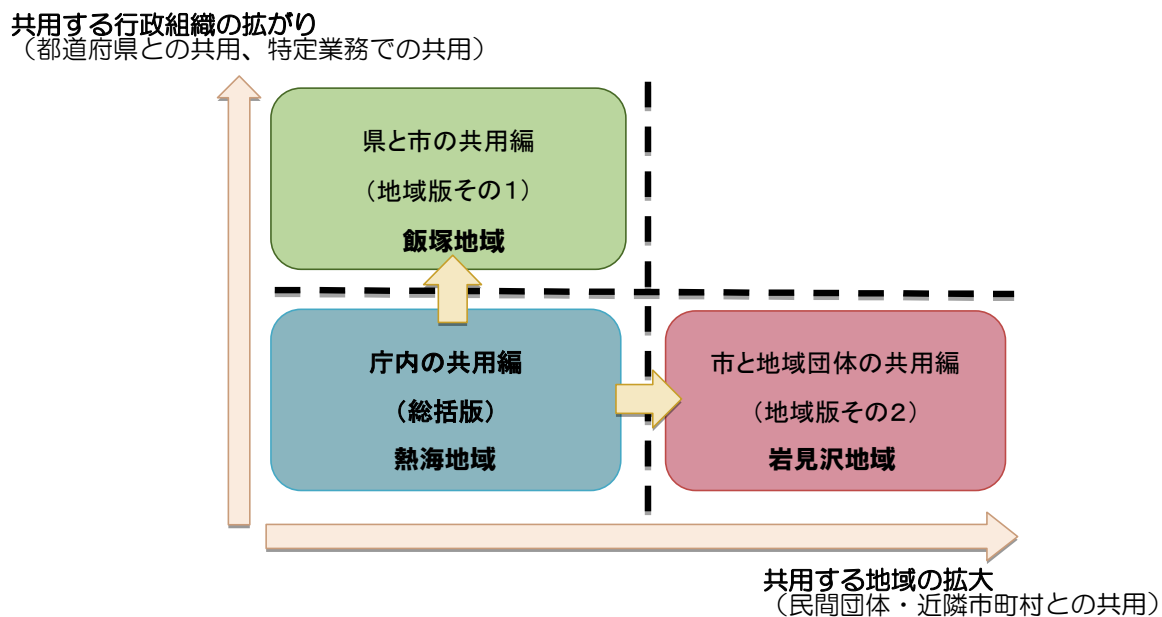 共用する行政組織の拡がり
（都道府県との共用、特定業務での共用）
県と市の共用編
（地域版その１）
飯塚地域
庁内の共用編
（総括版）
熱海地域
市と地域団体の共用編
（地域版その２）
岩見沢地域
共用する地域の拡大
（民間団体・近隣市町村との共用）